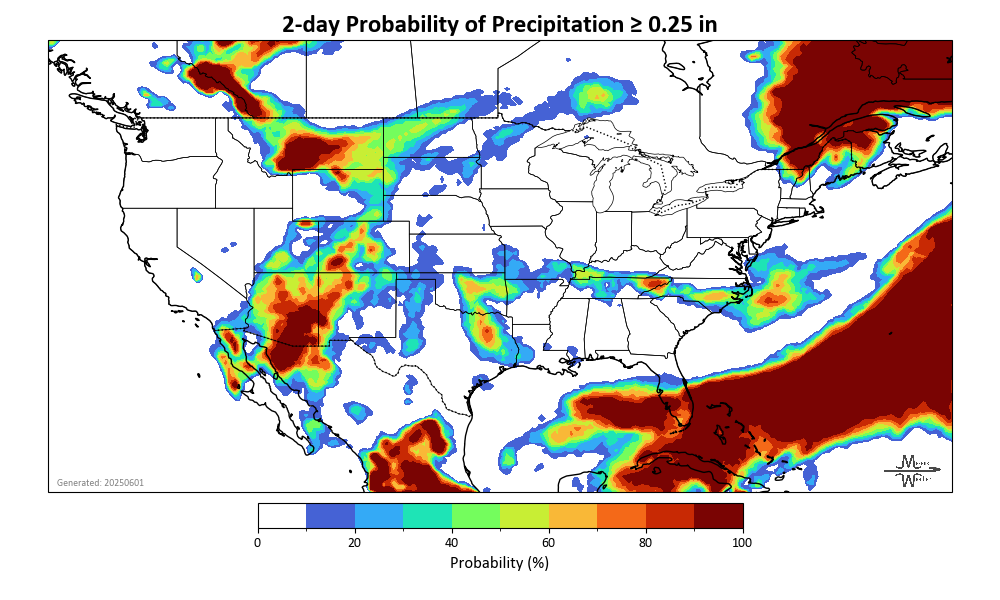 2-day Probability of Precipitation ≥ 0.25 in
Generated: 20250601
0 20 40 60 80 100
Probability (%)